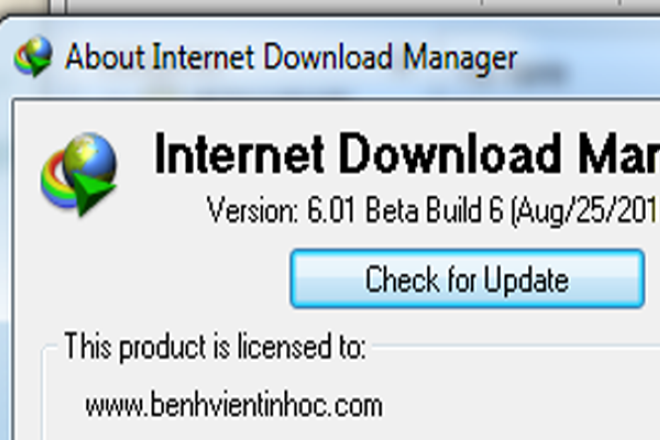 About Internet Download Manager
Internet Download Mar
Version: 6.01 Beta Build 6 (Aug/25/201
Check for Update
This product is licensed to:
www.benhvientinhoc.com